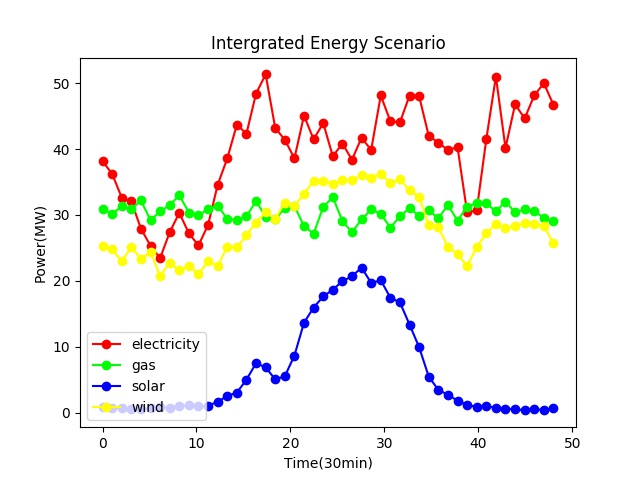 Intergrated Energy Scenario
Power(MW)
50
40
30
20
10
0
electricity
gas
solar
wind
0 10 20 30 40 50
Time(30min)